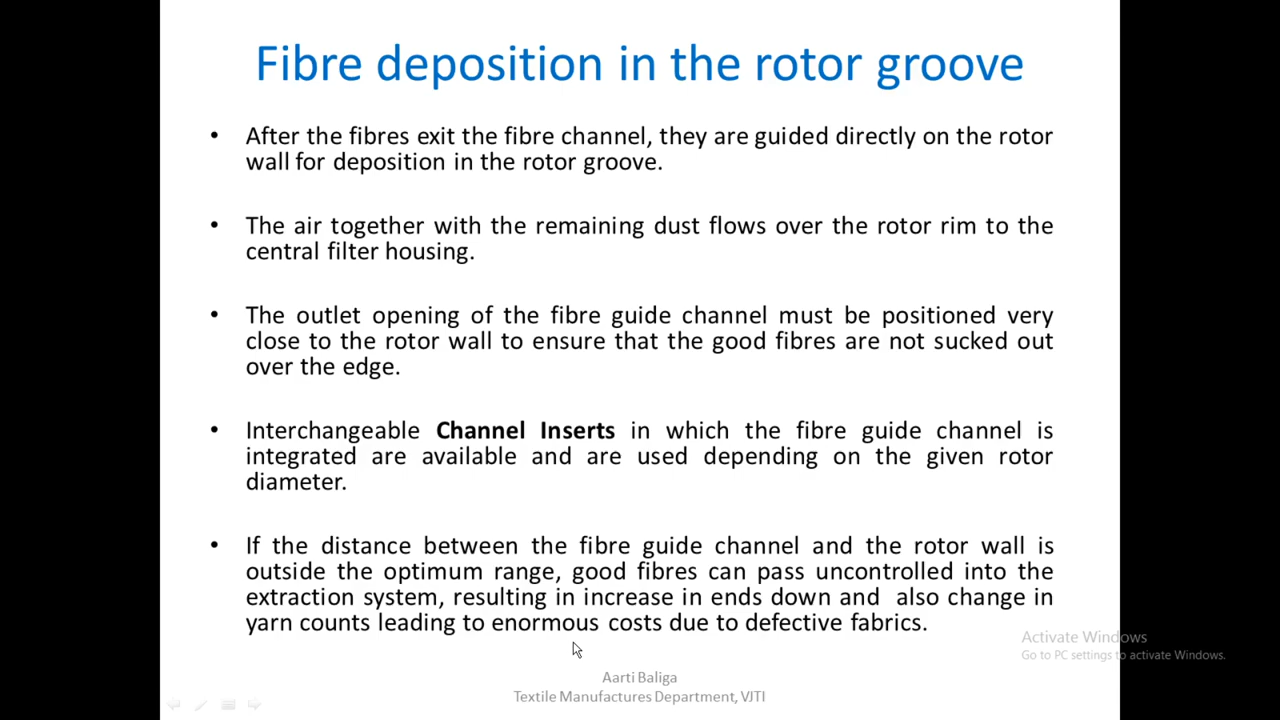 Fibre deposition in the rotor groove
• After the fibres exit the fibre channel, they are guided directly on the rotor
wall for deposition in the rotor groove.
• The air together with the remaining dust flows over the rotor rim to the
central filter housing.
• The outlet opening of the fibre guide channel must be positioned very
close to the rotor wall to ensure that the good fibres are not sucked out
over the edge.
• Interchangeable Channel Inserts in which the fibre guide channel is
integrated are available and are used depending on the given rotor
diameter.
• If the distance between the fibre guide channel and the rotor wall is
outside the optimum range, good fibres can pass uncontrolled into the
extraction system, resulting in increase in ends down and also change in
yarn counts leading to enormous costs due to defective fabrics.
Activate Windows
Go to PC settings to activate Windows.
Aarti Baliga
Textile Manufactures Department, VJTI